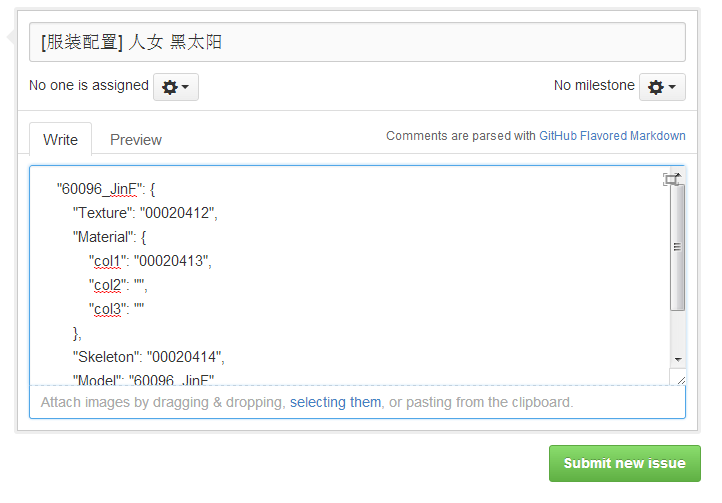 [服装配置] 人女 黑太阳
No one is assigned
No milestone
Write
Preview
Comments are parsed with GitHub Flavored Markdown
"60096_JinF": {
"Texture": "00020412",
"Material": {
"col1": "00020413",
"col2": "",
"col3": ""
},
"Skeleton": "00020414",
"Model": "60096_JinF"
Attach images by dragging & dropping, selecting them, or pasting from the clipboard.
Submit new issue